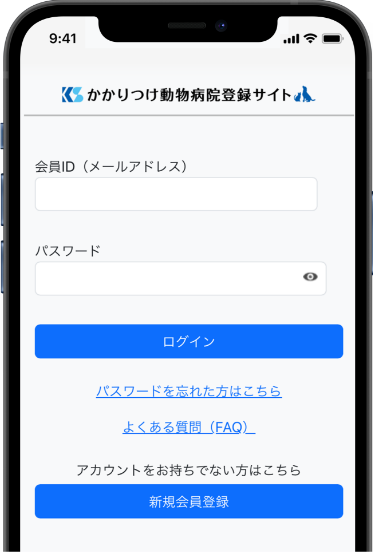 9:41
KS かかりつけ動物病院登録サイト
会員ID（メールアドレス）
パスワード
ログイン
パスワードを忘れた方はこちら
よくある質問（FAQ）
アカウントをお持ちでない方はこちら
新規会員登録